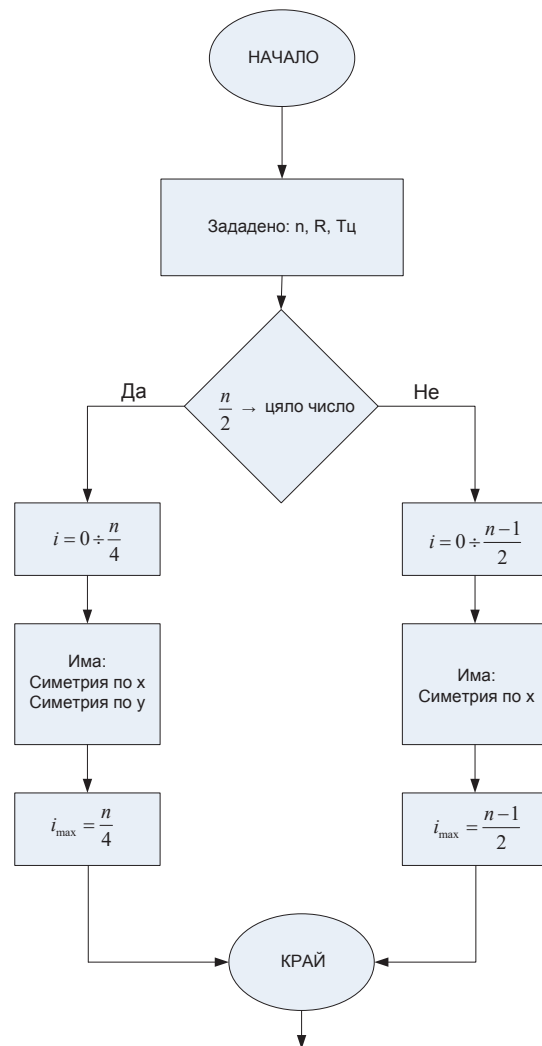 НАЧАЛО
Зададено: n, R, Tц
n/2 → цяло число
Да
Не
i = 0 ÷ n/4
i = 0 ÷ (n−1)/2
Има:
Симетрия по x
Симетрия по y
Има:
Симетрия по x
i_max = n/4
i_max = (n−1)/2
КРАЙ